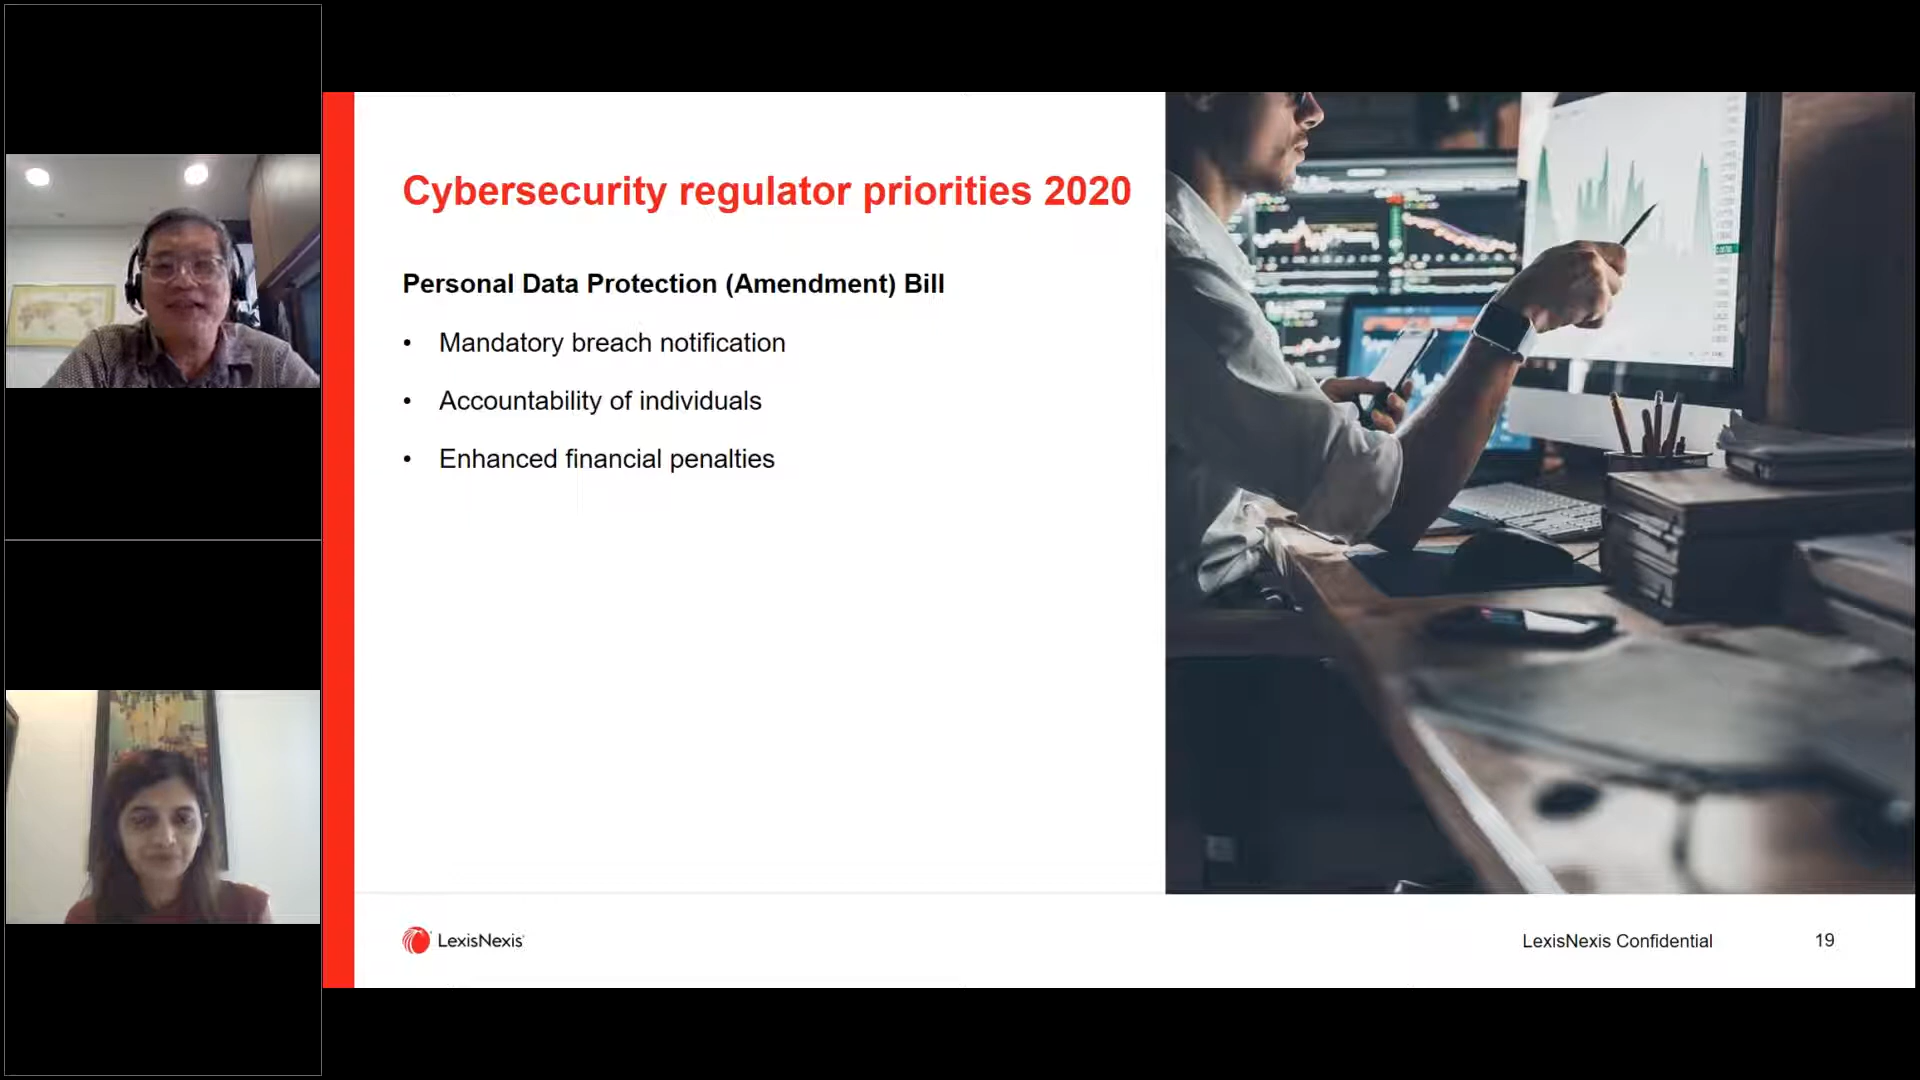 Cybersecurity regulator priorities 2020
Personal Data Protection (Amendment) Bill
• Mandatory breach notification
• Accountability of individuals
• Enhanced financial penalties
LexisNexis
LexisNexis Confidential
19